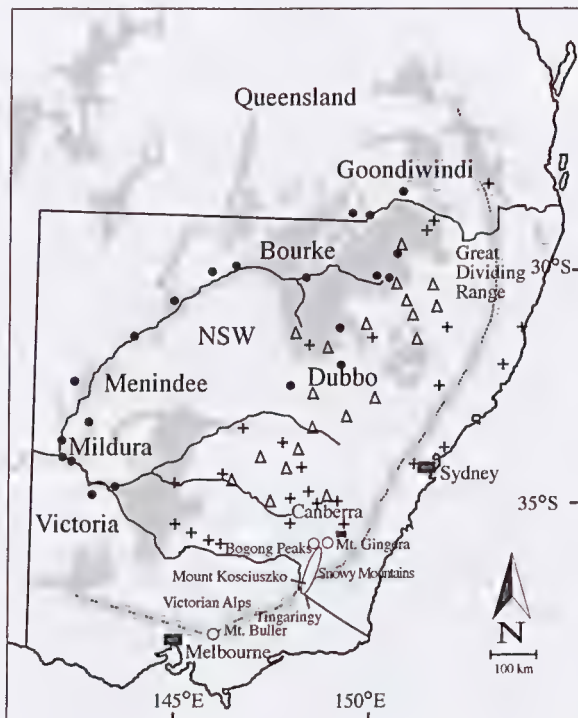 Queensland
Goondiwindi
Bourke
Great
Dividing
Range
30°S
NSW
Menindee
Dubbo
Mildura
Sydney
Victoria
35°S
Canberra
Bogong Peaks
Mt. Gingera
Mount Kosciuszko
Snowy Mountains
Victorian Alps
Tingaringy
Mt. Buller
Melbourne
N
100 km
145°E
150°E